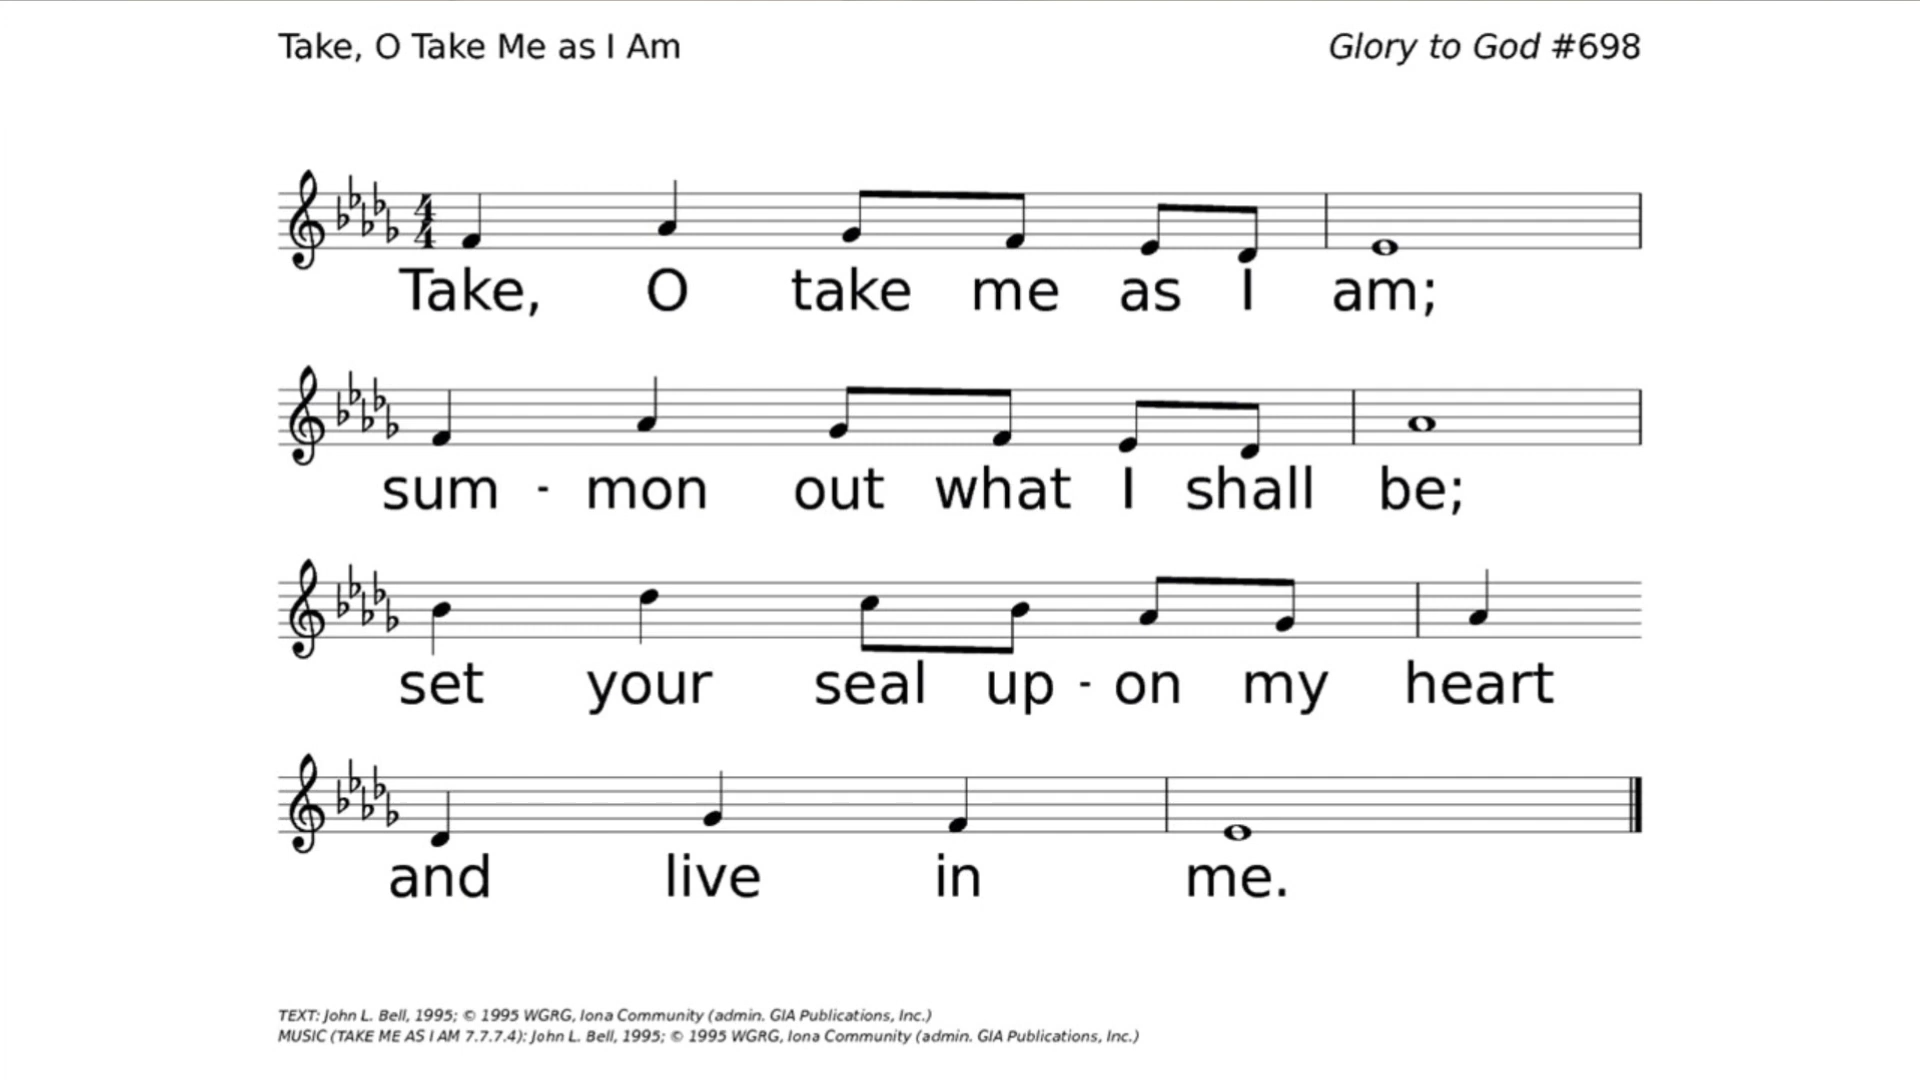 Take, O Take Me as I Am
Glory to God #698
4
4
Take, O take me as I am;
sum - mon out what I shall be;
set your seal up - on my heart
and live in me.
TEXT: John L. Bell, 1995; © 1995 WGRG, Iona Community (admin. GIA Publications, Inc.)
MUSIC (TAKE ME AS I AM 7.7.7.4): John L. Bell, 1995; © 1995 WGRG, Iona Community (admin. GIA Publications, Inc.)